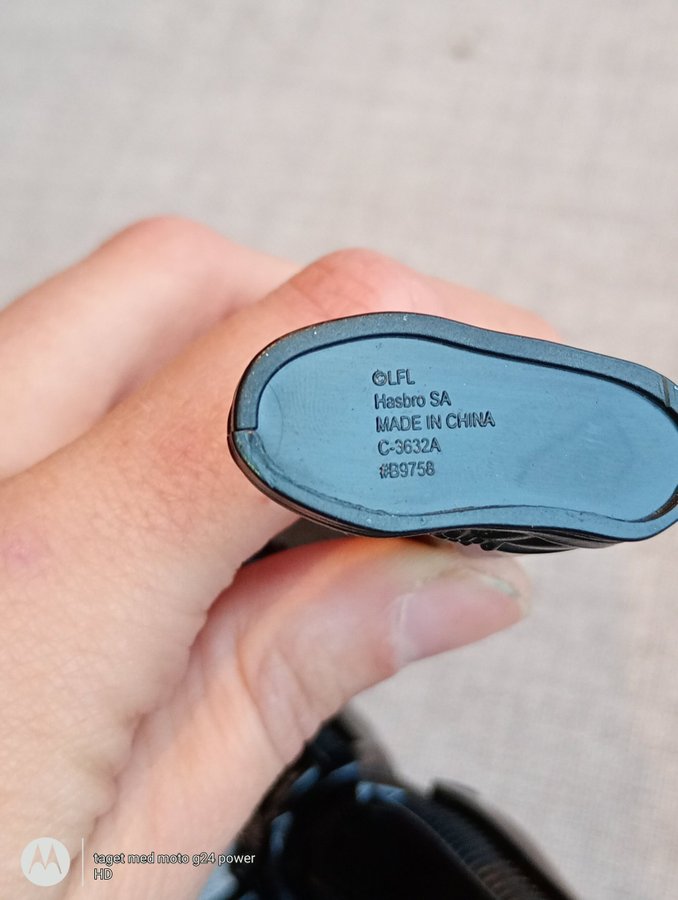 ©LFL
Hasbro SA
MADE IN CHINA
C-3632A
#B9758
taget med moto g24 power
HD